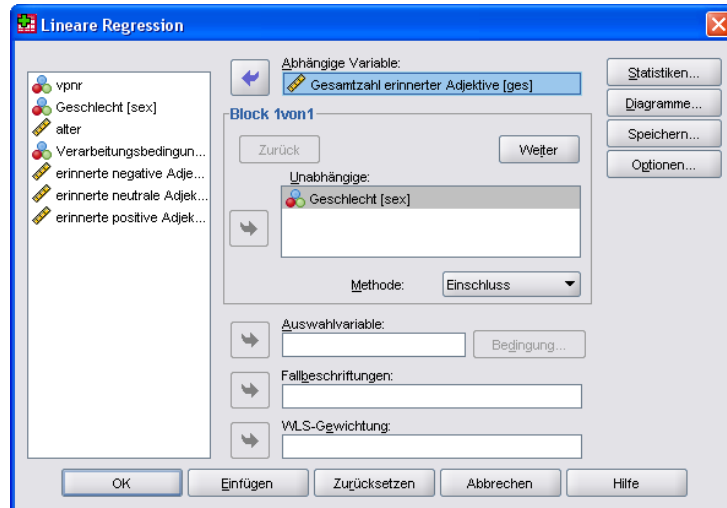 Lineare Regression
vpnr
Geschlecht [sex]
alter
Verarbeitungsbedingun...
erinnerte negative Adje...
erinnerte neutrale Adjek...
erinnerte positive Adjek...
Abhängige Variable:
Gesamtzahl erinnerter Adjektive [ges]
Block 1von1
Zurück
Weiter
Unabhängige:
Geschlecht [sex]
Methode:
Einschluss
Auswahlvariable:
Bedingung...
Fallbeschriftungen:
WLS-Gewichtung:
Statistiken...
Diagramme...
Speichern...
Optionen...
OK
Einfügen
Zurücksetzen
Abbrechen
Hilfe